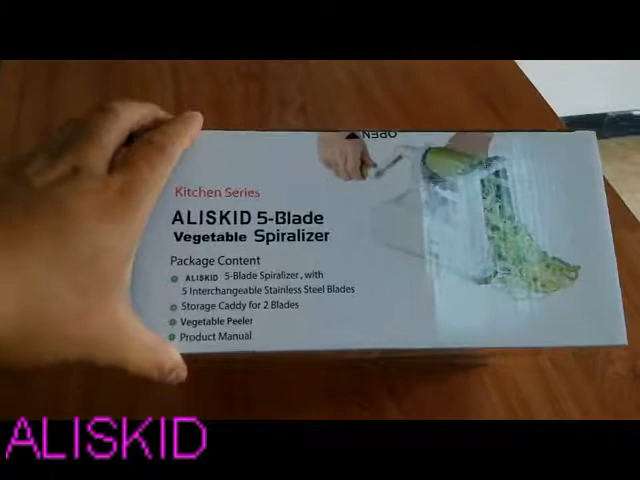 OPEN
Kitchen Series
ALISKID 5-Blade
Vegetable Spiralizer
Package Content
ALISKID 5-Blade Spiralizer, with
5 Interchangeable Stainless Steel Blades
Storage Caddy for 2 Blades
Vegetable Peeler
Product Manual
ALISKID